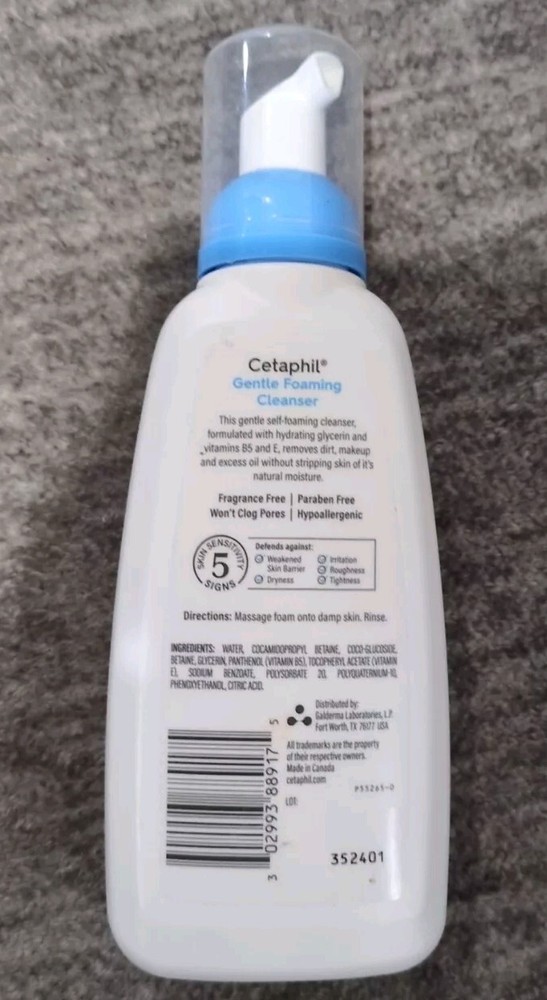 Cetaphil®
Gentle Foaming
Cleanser
This gentle self-foaming cleanser,
formulated with hydrating glycerin and
vitamins B5 and E, removes dirt, makeup
and excess oil without stripping skin of it's
natural moisture.
Fragrance Free | Paraben Free
Won't Clog Pores | Hypoallergenic
SKIN SENSITIVITY
5
SIGNS
Defends against:
Weakened
Skin Barrier
Dryness
Irritation
Roughness
Tightness
Directions: Massage foam onto damp skin. Rinse.
INGREDIENTS: WATER, COCAMIDOPROPYL BETAINE, COCO-GLUCOSIDE,
BETAINE, GLYCERIN, PANTHENOL (VITAMIN B5), TOCOPHERYL ACETATE (VITAMIN
E), SODIUM BENZOATE, POLYSORBATE 20, POLYQUATERNIUM-10,
PHENOXYETHANOL, CITRIC ACID.
Distributed by:
Galderma Laboratories, L.P.
Fort Worth, TX 76177 USA
All trademarks are the property
of their respective owners.
Made in Canada
cetaphil.com
P53265-0
LOT:
352401
3 02993 88917 5